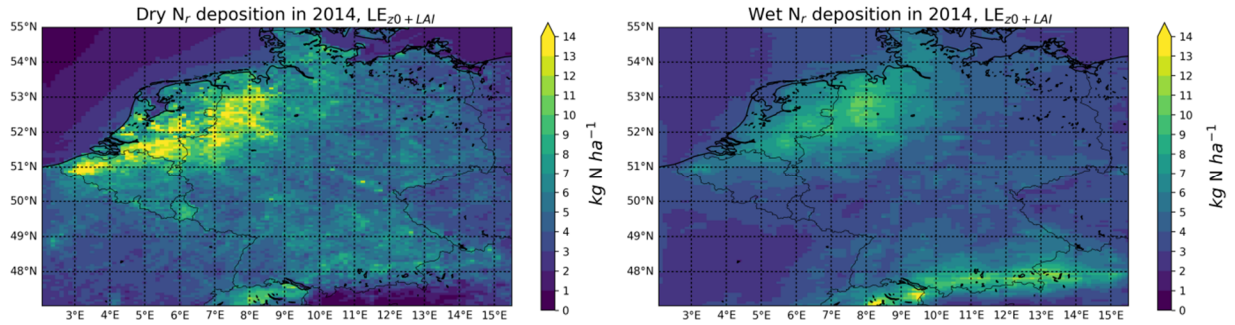 Dry Nr deposition in 2014, LEz0+LAI
55°N
54°N
53°N
52°N
51°N
50°N
49°N
48°N
3°E 4°E 5°E 6°E 7°E 8°E 9°E 10°E 11°E 12°E 13°E 14°E 15°E
14
13
12
11
10
9
8
7
6
5
4
3
2
1
0
kg N ha−1
Wet Nr deposition in 2014, LEz0+LAI
55°N
54°N
53°N
52°N
51°N
50°N
49°N
48°N
3°E 4°E 5°E 6°E 7°E 8°E 9°E 10°E 11°E 12°E 13°E 14°E 15°E
14
13
12
11
10
9
8
7
6
5
4
3
2
1
0
kg N ha−1